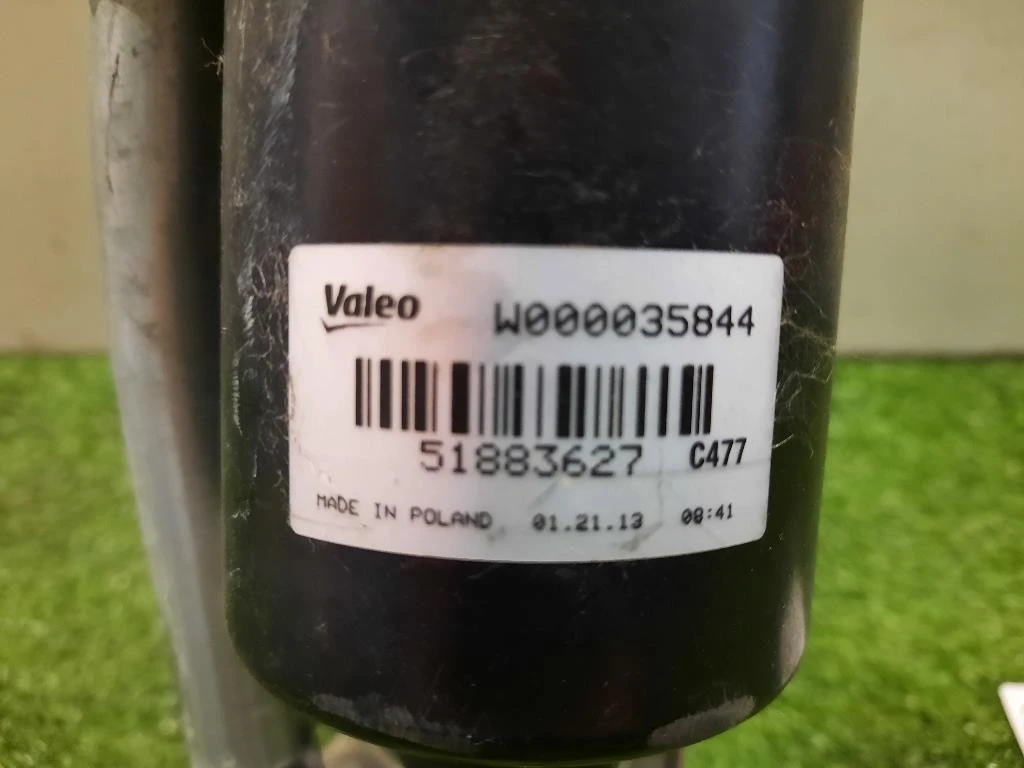 Valeo W000035844
51883627 C477
MADE IN POLAND 01.21.13 08:41